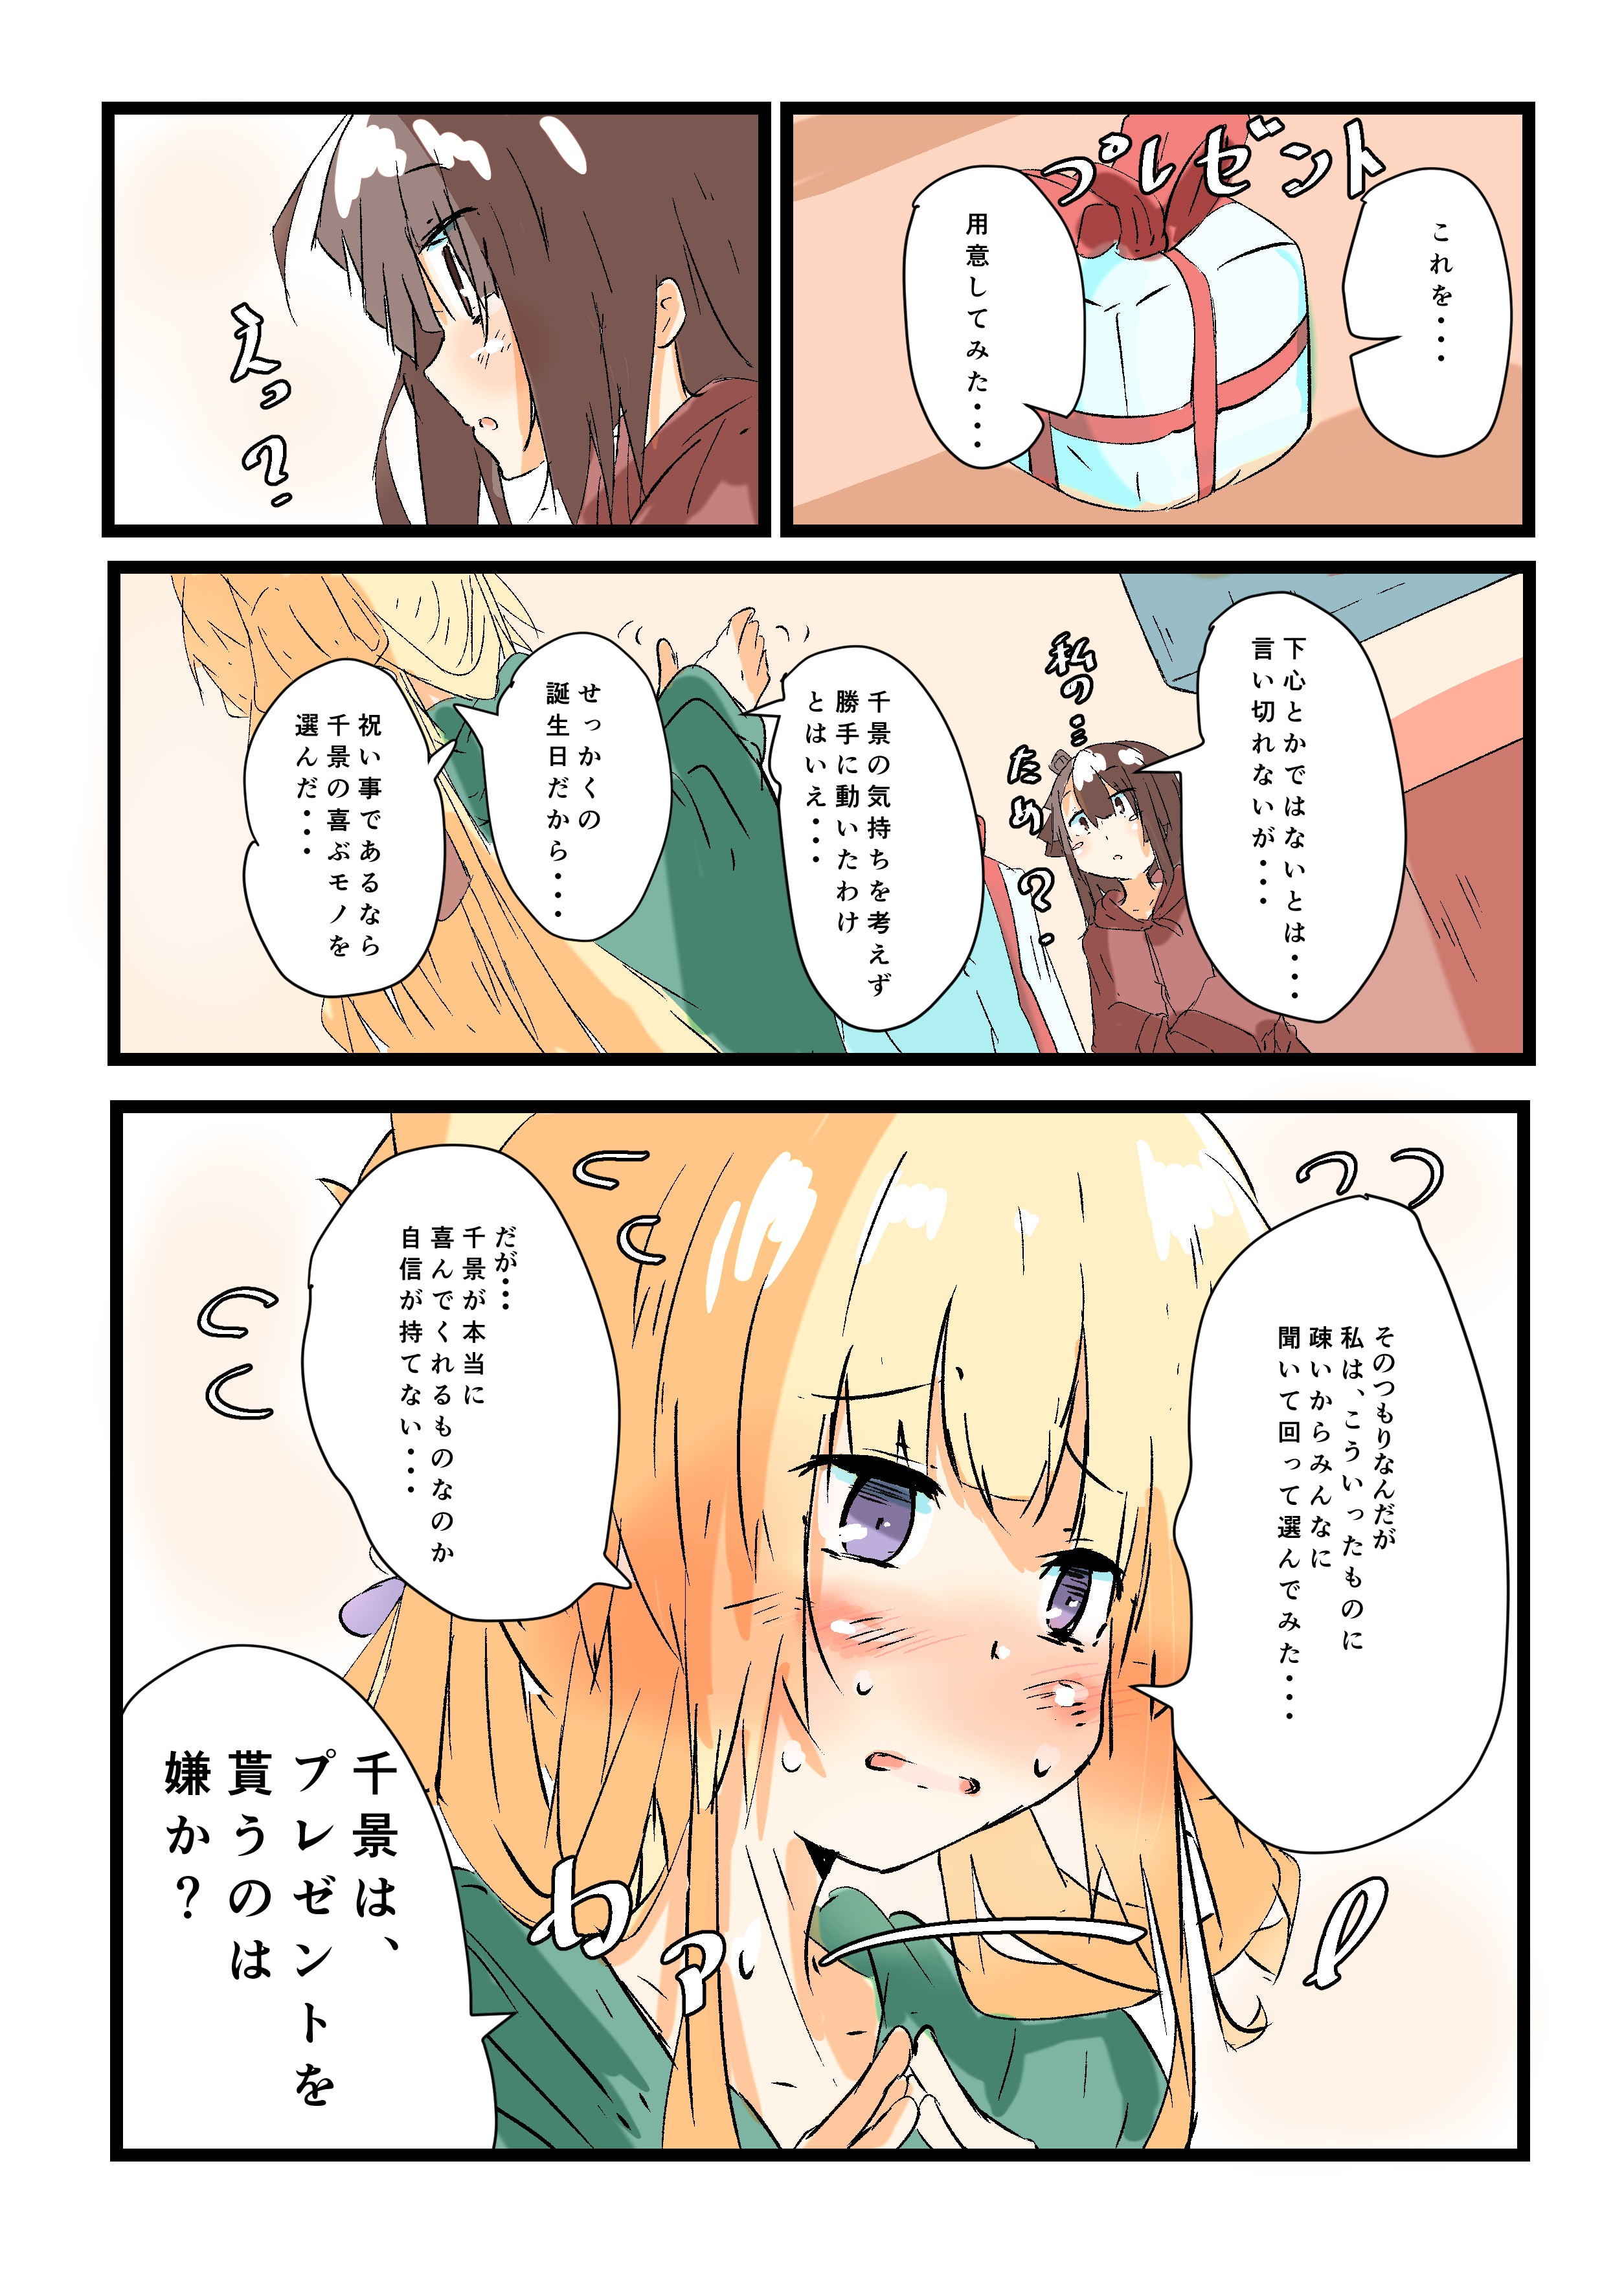 プレゼント
これを・・・
用意してみた・・・・
えっ？
下心とかではないとは・・・・
言い切れないが・・・
私の…
ため？
千景の気持ちを考えず
勝手に動いたわけ
とはいえ・・・
せっかくの
誕生日だから・・・
祝い事であるなら
千景の喜ぶモノを
選んだ・・・
そのつもりなんだが
私は、こういったものに
疎いからみんなに
聞いて回って選んでみた・・・
だが・・・
千景が本当に
喜んでくれるものなのか
自信が持てない・・・
カァー
千景は、
プレゼントを
貰うのは
嫌か？